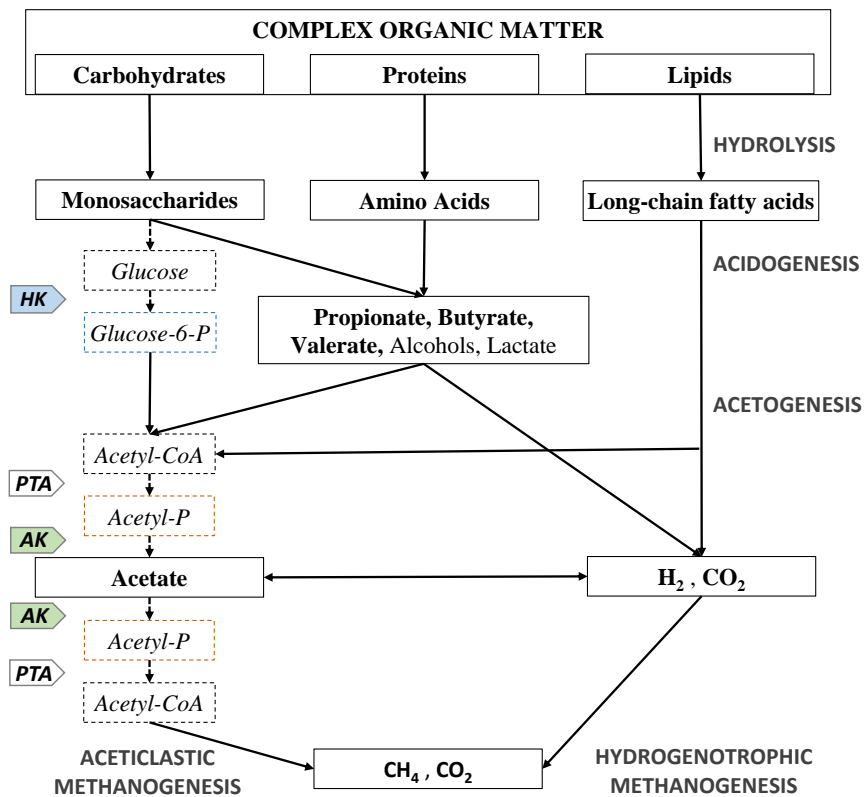 COMPLEX ORGANIC MATTER
Carbohydrates
Proteins
Lipids
HYDROLYSIS
Monosaccharides
Amino Acids
Long-chain fatty acids
Glucose
ACIDOGENESIS
HK
Glucose-6-P
Propionate, Butyrate,
Valerate, Alcohols, Lactate
ACETOGENESIS
Acetyl-CoA
PTA
Acetyl-P
AK
Acetate
H₂ , CO₂
AK
Acetyl-P
PTA
Acetyl-CoA
ACETICLASTIC
METHANOGENESIS
CH₄ , CO₂
HYDROGENOTROPHIC
METHANOGENESIS